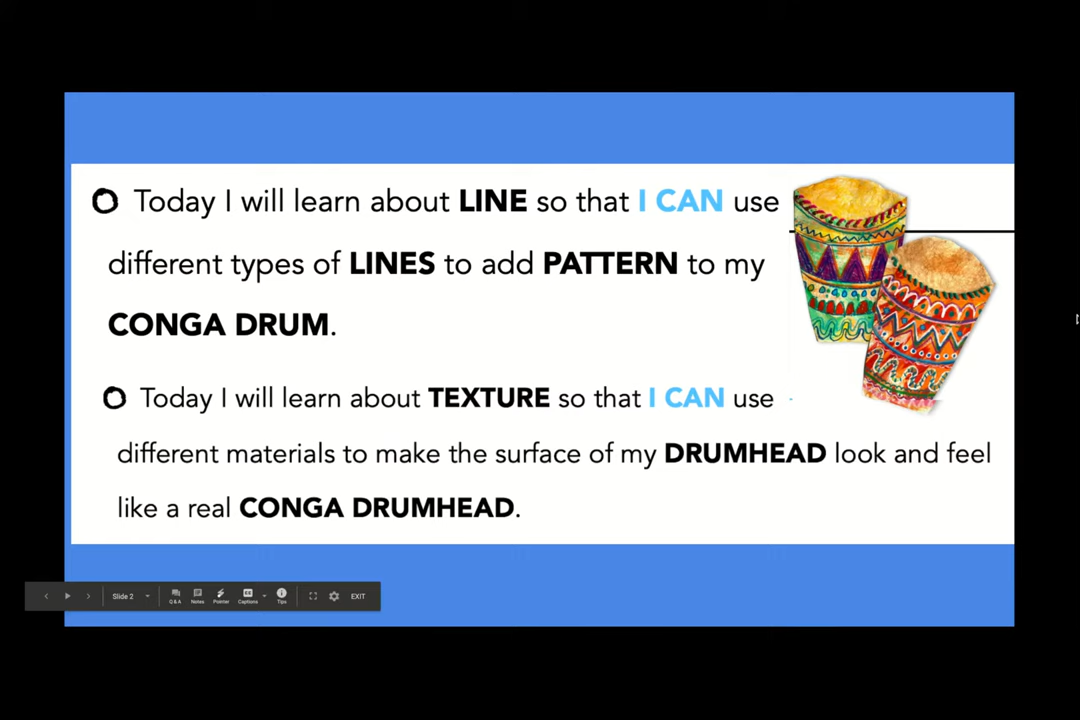 Today I will learn about LINE so that I CAN use
different types of LINES to add PATTERN to my
CONGA DRUM.
Today I will learn about TEXTURE so that I CAN use
different materials to make the surface of my DRUMHEAD look and feel
like a real CONGA DRUMHEAD.
Slide 2
Q&A Notes Pointer Captions Tips EXIT